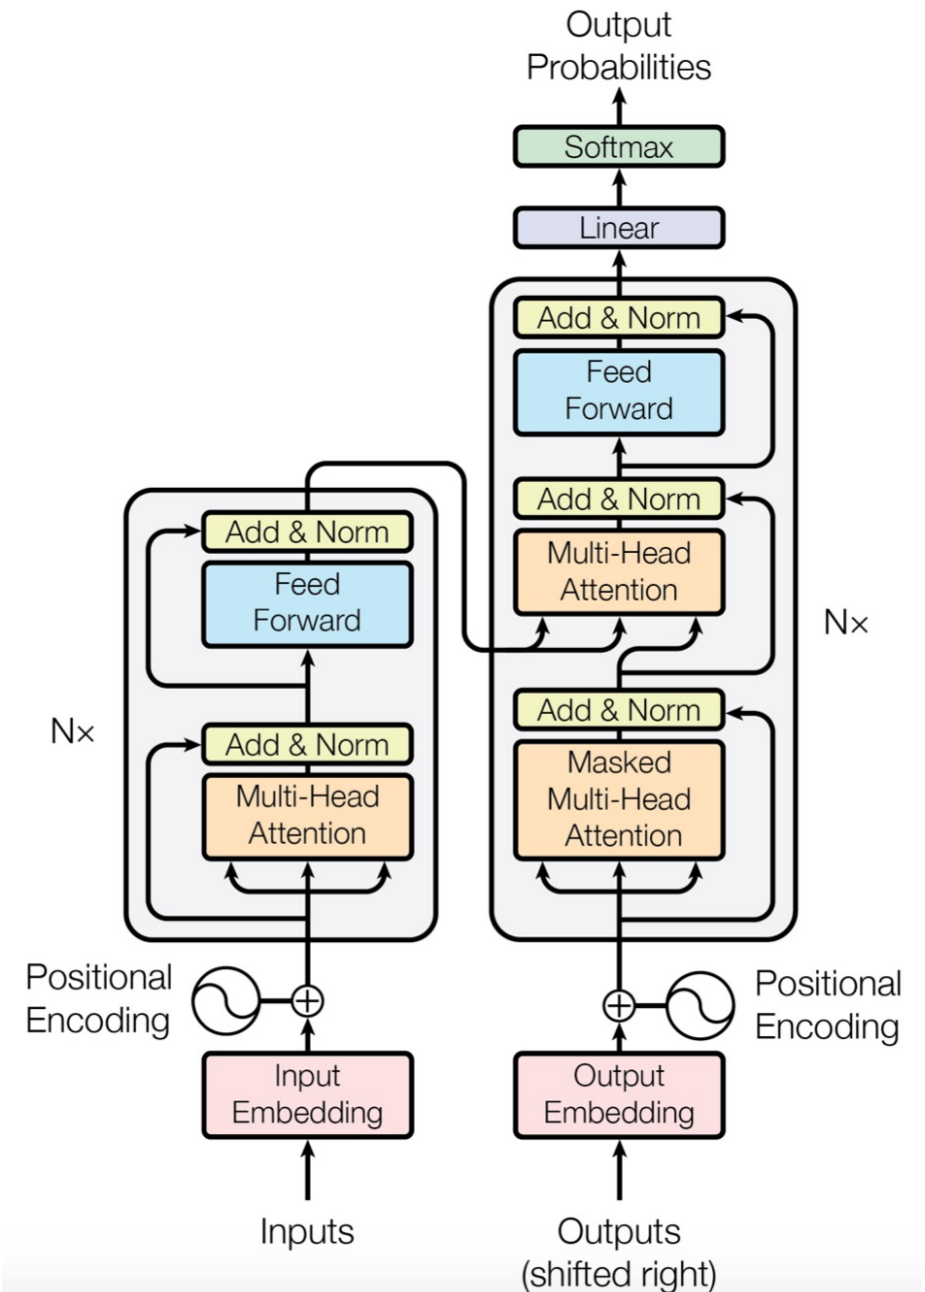 Output
Probabilities
Softmax
Linear
Add & Norm
Feed
Forward
Add & Norm
Multi-Head
Attention
Add & Norm
Masked
Multi-Head
Attention
N×
Add & Norm
Feed
Forward
Add & Norm
Multi-Head
Attention
N×
Positional
Encoding
Positional
Encoding
Input
Embedding
Output
Embedding
Inputs
Outputs
(shifted right)